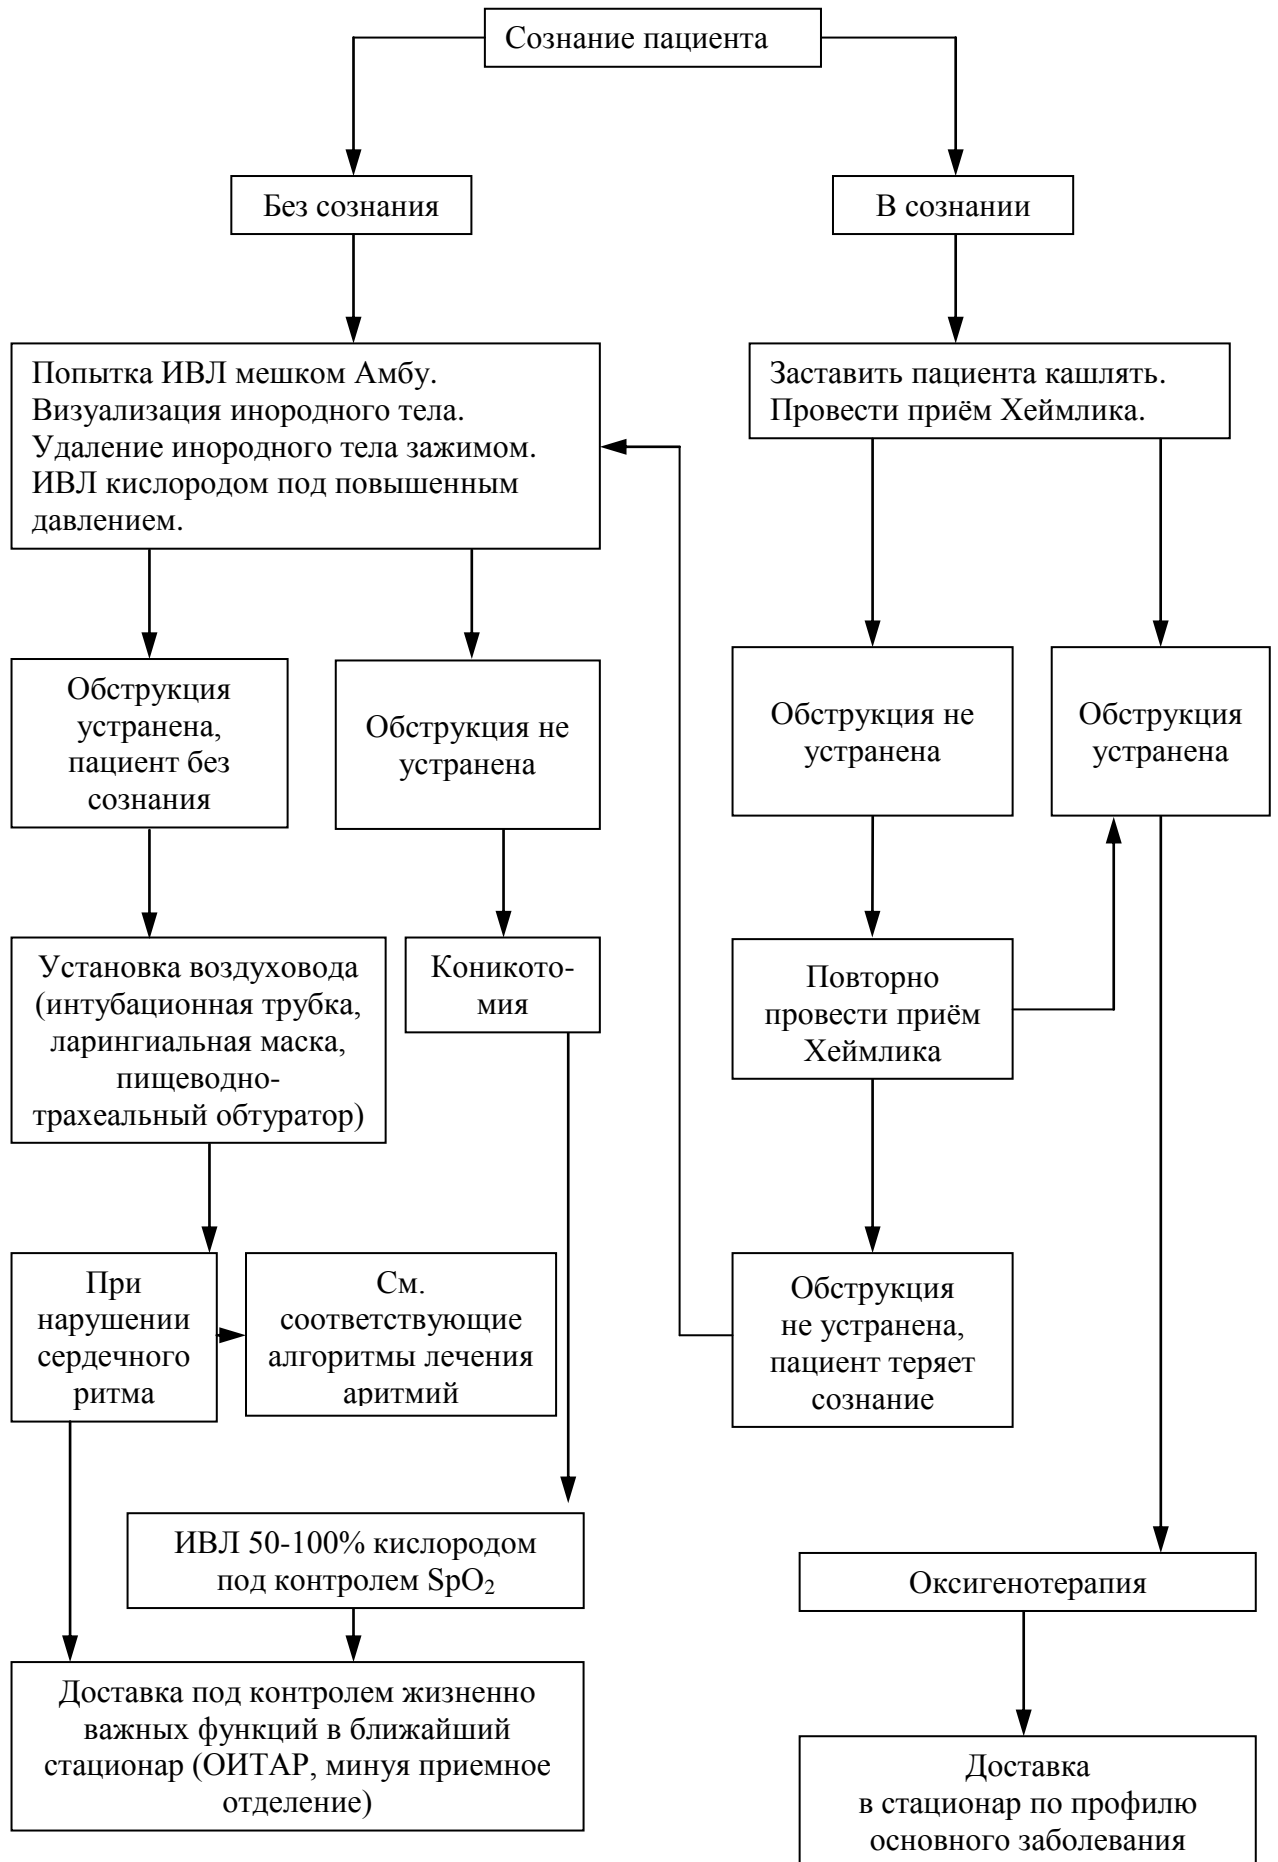 Сознание пациента
Без сознания
В сознании
Попытка ИВЛ мешком Амбу.
Визуализация инородного тела.
Удаление инородного тела зажимом.
ИВЛ кислородом под повышенным
давлением.
Заставить пациента кашлять.
Провести приём Хеймлика.
Обструкция
устранена,
пациент без
сознания
Обструкция не
устранена
Обструкция не
устранена
Обструкция
устранена
Установка воздуховода
(интубационная трубка,
ларингиальная маска,
пищеводно-
трахеальный обтуратор)
Коникото-
мия
Повторно
провести приём
Хеймлика
При
нарушении
сердечного
ритма
См.
соответствующие
алгоритмы лечения
аритмий
Обструкция
не устранена,
пациент теряет
сознание
ИВЛ 50-100% кислородом
под контролем SpO₂
Оксигенотерапия
Доставка под контролем жизненно
важных функций в ближайший
стационар (ОИТАР, минуя приемное
отделение)
Доставка
в стационар по профилю
основного заболевания